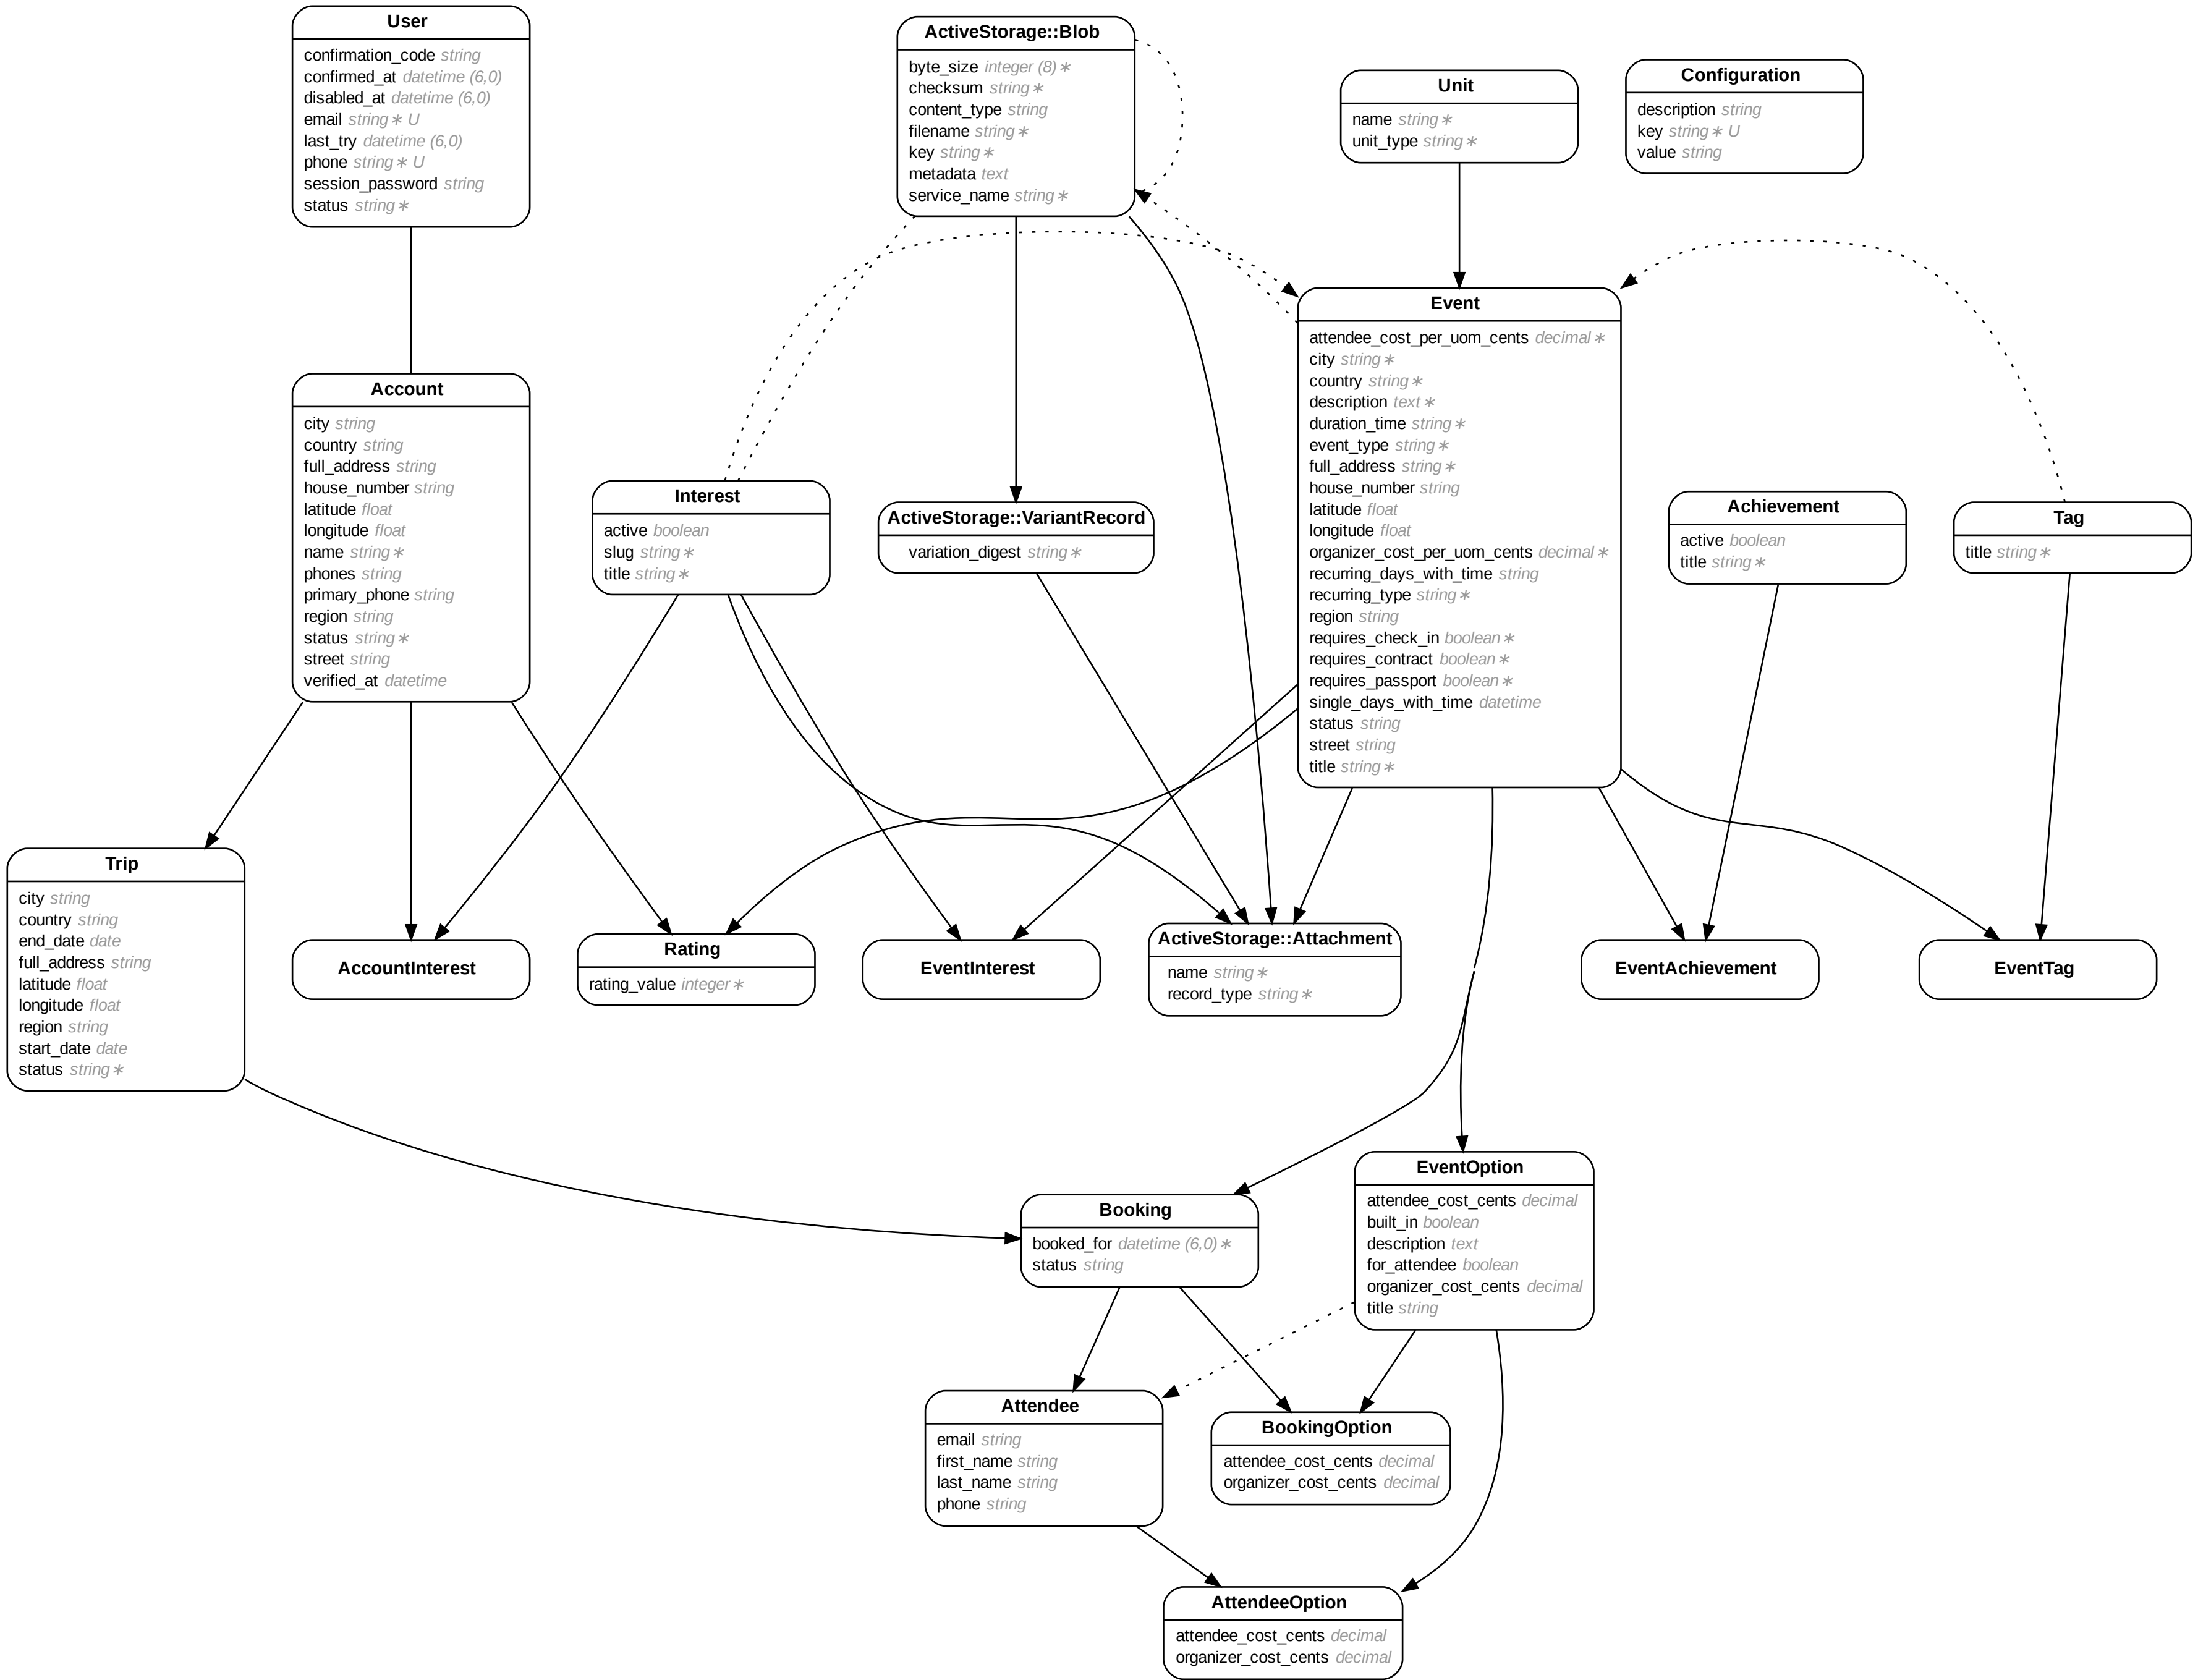 User
confirmation_code string
confirmed_at datetime (6,0)
disabled_at datetime (6,0)
email string∗ U
last_try datetime (6,0)
phone string∗ U
session_password string
status string∗
ActiveStorage::Blob
byte_size integer (8)∗
checksum string∗
content_type string
filename string∗
key string∗
metadata text
service_name string∗
Unit
name string∗
unit_type string∗
Configuration
description string
key string∗ U
value string
Event
attendee_cost_per_uom_cents decimal∗
city string∗
country string∗
description text∗
duration_time string∗
event_type string∗
full_address string∗
house_number string
latitude float
longitude float
organizer_cost_per_uom_cents decimal∗
recurring_days_with_time string
recurring_type string∗
region string
requires_check_in boolean∗
requires_contract boolean∗
requires_passport boolean∗
single_days_with_time datetime
status string
street string
title string∗
Account
city string
country string
full_address string
house_number string
latitude float
longitude float
name string∗
phones string
primary_phone string
region string
status string∗
street string
verified_at datetime
Interest
active boolean
slug string∗
title string∗
ActiveStorage::VariantRecord
variation_digest string∗
Achievement
active boolean
title string∗
Tag
title string∗
Trip
city string
country string
end_date date
full_address string
latitude float
longitude float
region string
start_date date
status string∗
AccountInterest
Rating
rating_value integer∗
EventInterest
ActiveStorage::Attachment
name string∗
record_type string∗
EventAchievement
EventTag
Booking
booked_for datetime (6,0)∗
status string
EventOption
attendee_cost_cents decimal
built_in boolean
description text
for_attendee boolean
organizer_cost_cents decimal
title string
Attendee
email string
first_name string
last_name string
phone string
BookingOption
attendee_cost_cents decimal
organizer_cost_cents decimal
AttendeeOption
attendee_cost_cents decimal
organizer_cost_cents decimal